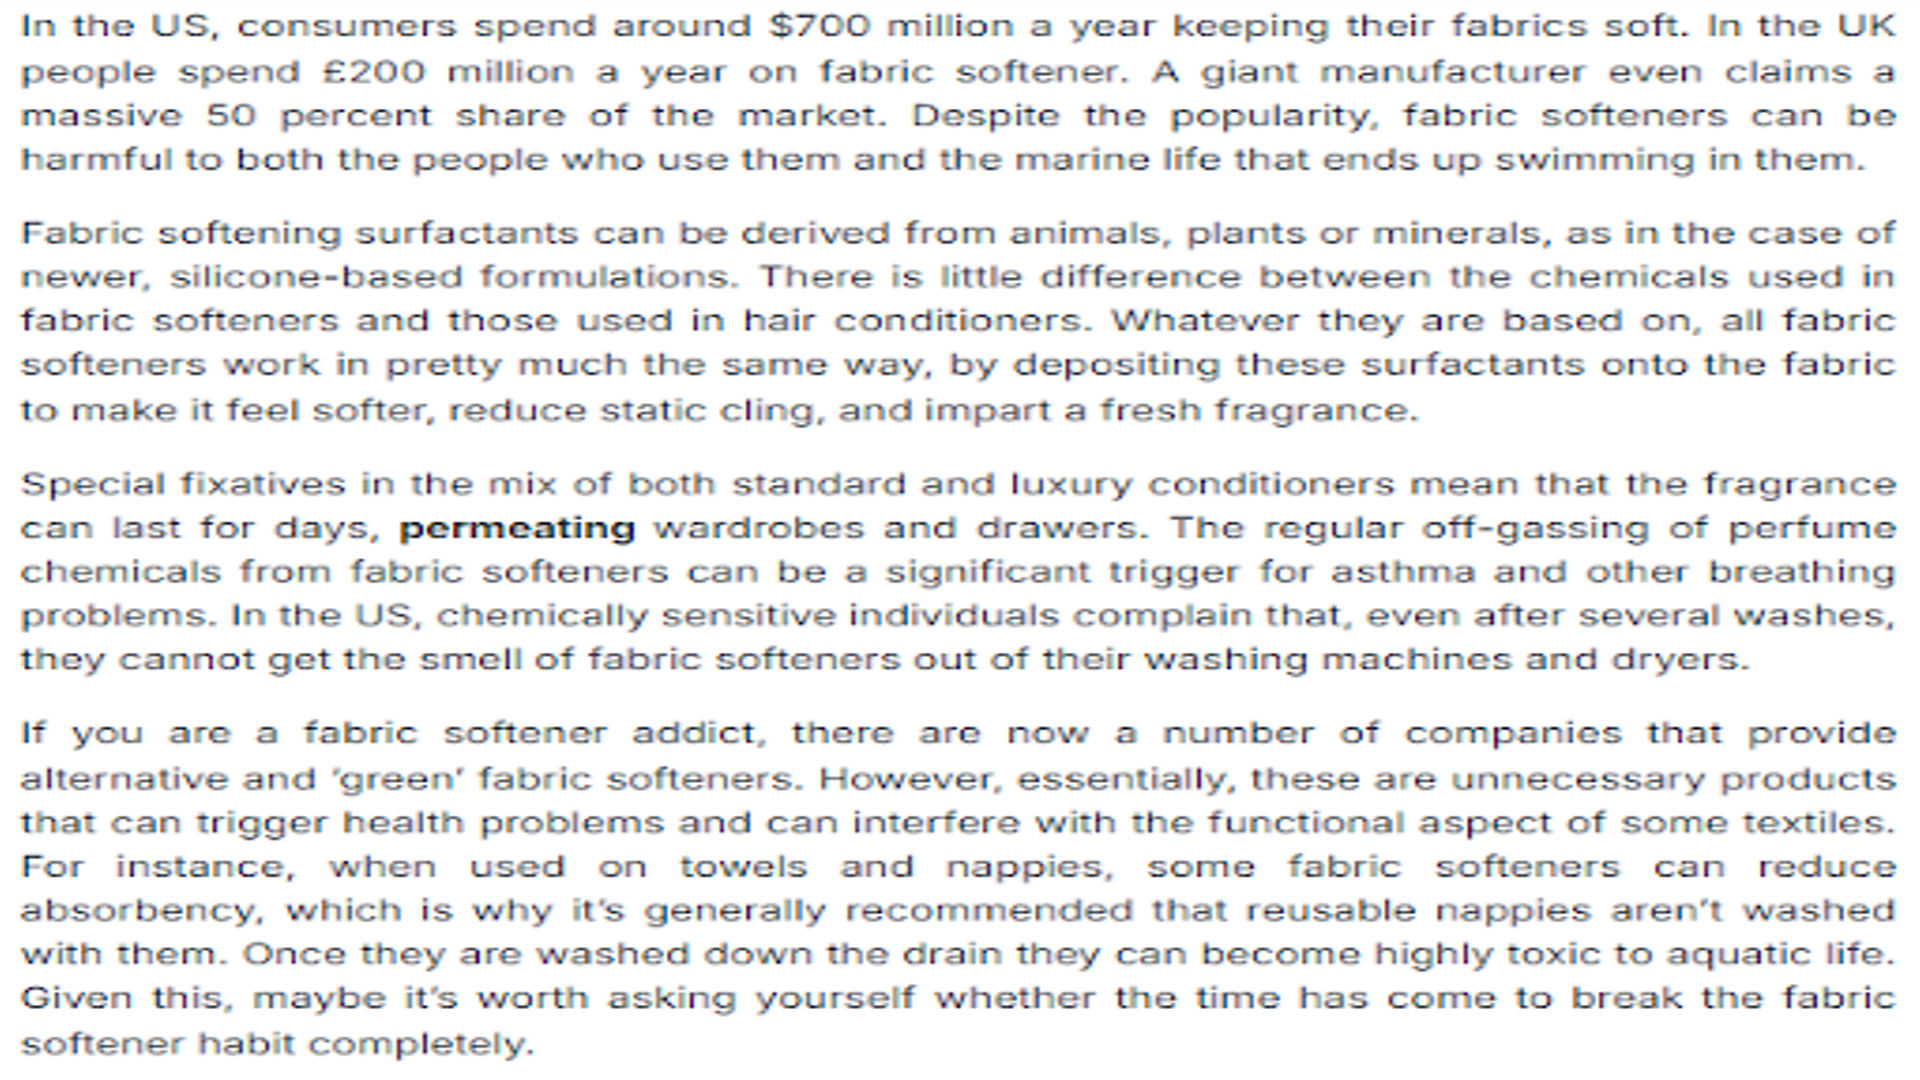 In the US, consumers spend around $700 million a year keeping their fabrics soft. In the UK
people spend £200 million a year on fabric softener. A giant manufacturer even claims a
massive 50 percent share of the market. Despite the popularity, fabric softeners can be
harmful to both the people who use them and the marine life that ends up swimming in them.
Fabric softening surfactants can be derived from animals, plants or minerals, as in the case of
newer, silicone-based formulations. There is little difference between the chemicals used in
fabric softeners and those used in hair conditioners. Whatever they are based on, all fabric
softeners work in pretty much the same way, by depositing these surfactants onto the fabric
to make it feel softer, reduce static cling, and impart a fresh fragrance.
Special fixatives in the mix of both standard and luxury conditioners mean that the fragrance
can last for days, permeating wardrobes and drawers. The regular off-gassing of perfume
chemicals from fabric softeners can be a significant trigger for asthma and other breathing
problems. In the US, chemically sensitive individuals complain that, even after several washes,
they cannot get the smell of fabric softeners out of their washing machines and dryers.
If you are a fabric softener addict, there are now a number of companies that provide
alternative and ‘green’ fabric softeners. However, essentially, these are unnecessary products
that can trigger health problems and can interfere with the functional aspect of some textiles.
For instance, when used on towels and nappies, some fabric softeners can reduce
absorbency, which is why it’s generally recommended that reusable nappies aren’t washed
with them. Once they are washed down the drain they can become highly toxic to aquatic life.
Given this, maybe it’s worth asking yourself whether the time has come to break the fabric
softener habit completely.